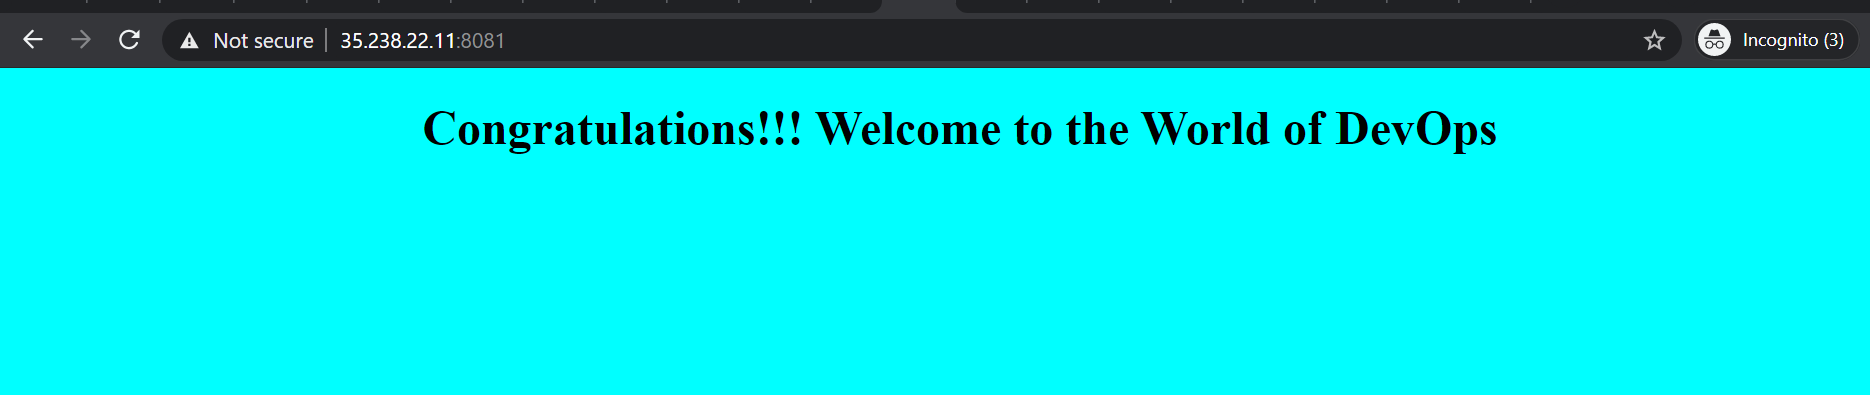 Not secure 35.238.22.11:8081 Incognito (3)
Congratulations!!! Welcome to the World of DevOps